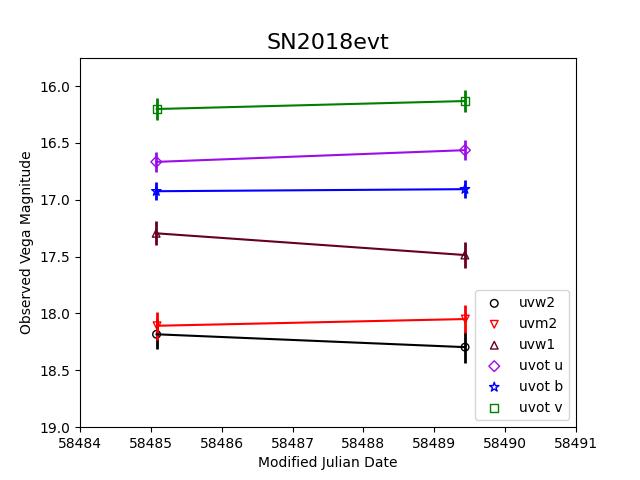 SN2018evt
16.0
16.5
17.0
17.5
18.0
18.5
19.0
Observed Vega Magnitude
uvw2
uvm2
uvw1
uvot u
uvot b
uvot v
58484 58485 58486 58487 58488 58489 58490 58491
Modified Julian Date